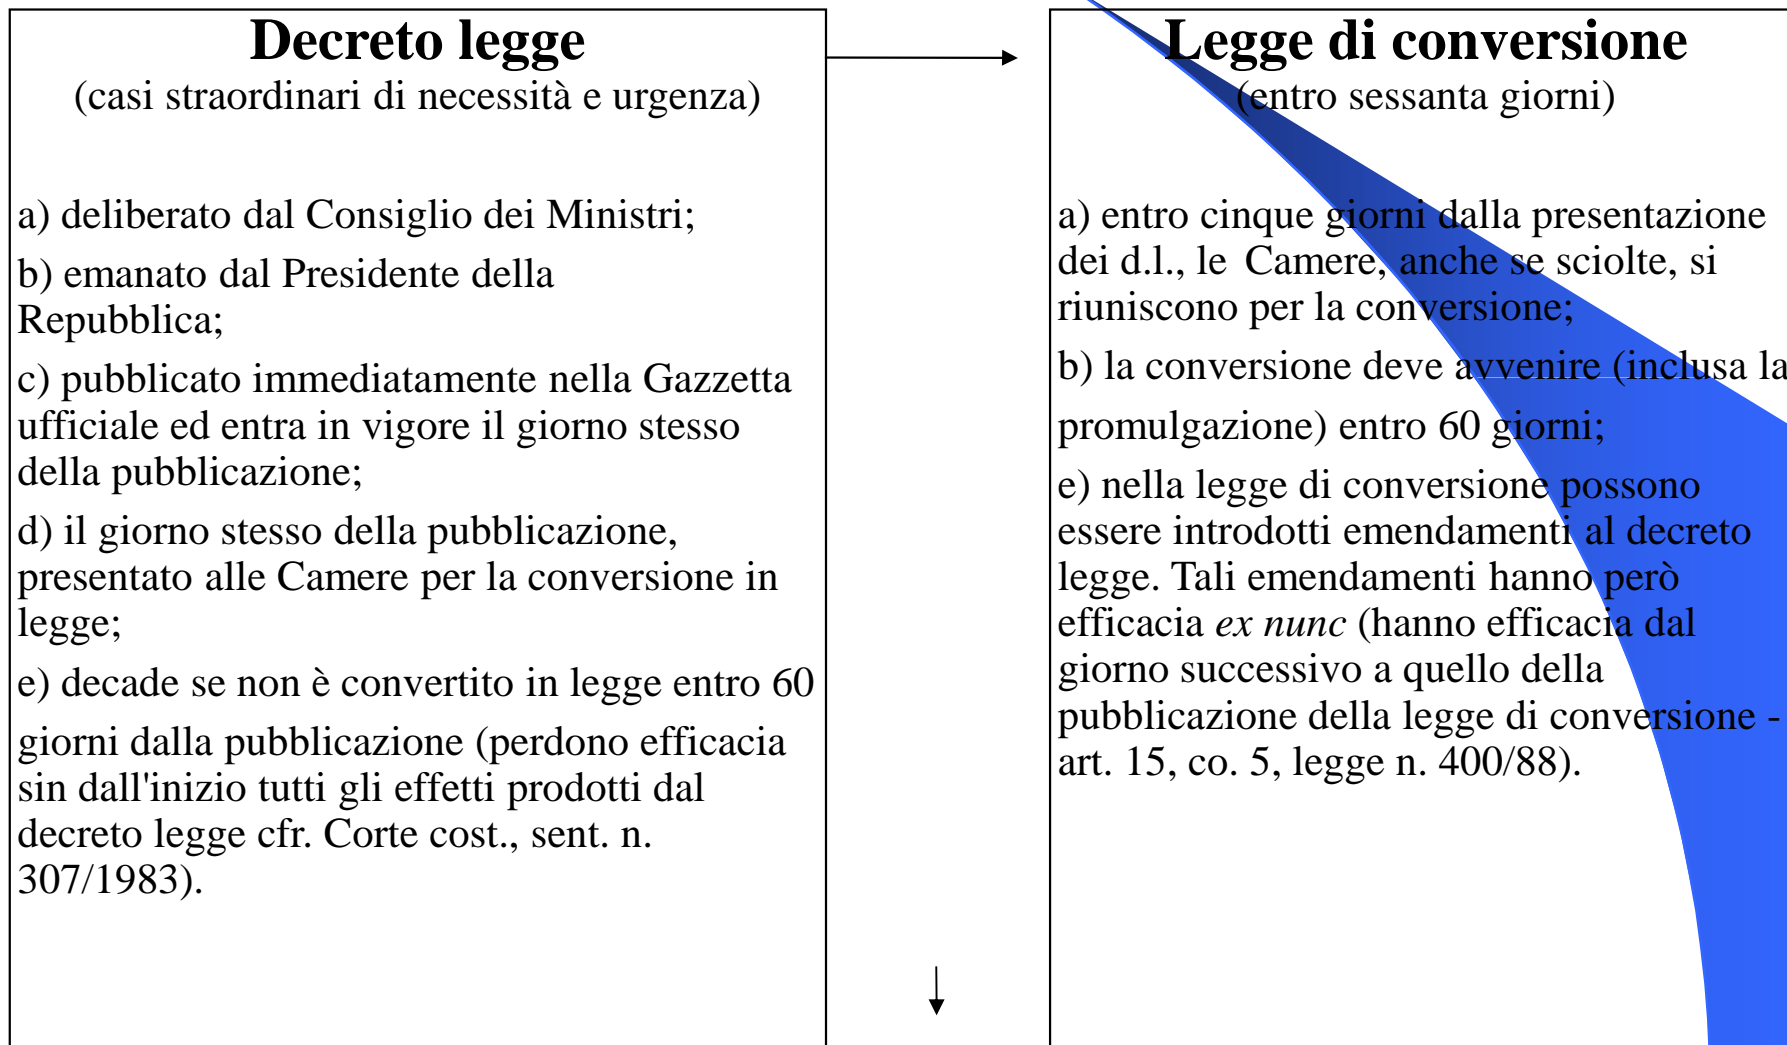 Decreto legge
(casi straordinari di necessità e urgenza)
a) deliberato dal Consiglio dei Ministri;
b) emanato dal Presidente della
Repubblica;
c) pubblicato immediatamente nella Gazzetta
ufficiale ed entra in vigore il giorno stesso
della pubblicazione;
d) il giorno stesso della pubblicazione,
presentato alle Camere per la conversione in
legge;
e) decade se non è convertito in legge entro 60
giorni dalla pubblicazione (perdono efficacia
sin dall'inizio tutti gli effetti prodotti dal
decreto legge cfr. Corte cost., sent. n.
307/1983).
Legge di conversione
(entro sessanta giorni)
a) entro cinque giorni dalla presentazione
dei d.l., le Camere, anche se sciolte, si
riuniscono per la conversione;
b) la conversione deve avvenire (inclusa la
promulgazione) entro 60 giorni;
e) nella legge di conversione possono
essere introdotti emendamenti al decreto
legge. Tali emendamenti hanno però
efficacia ex nunc (hanno efficacia dal
giorno successivo a quello della
pubblicazione della legge di conversione -
art. 15, co. 5, legge n. 400/88).